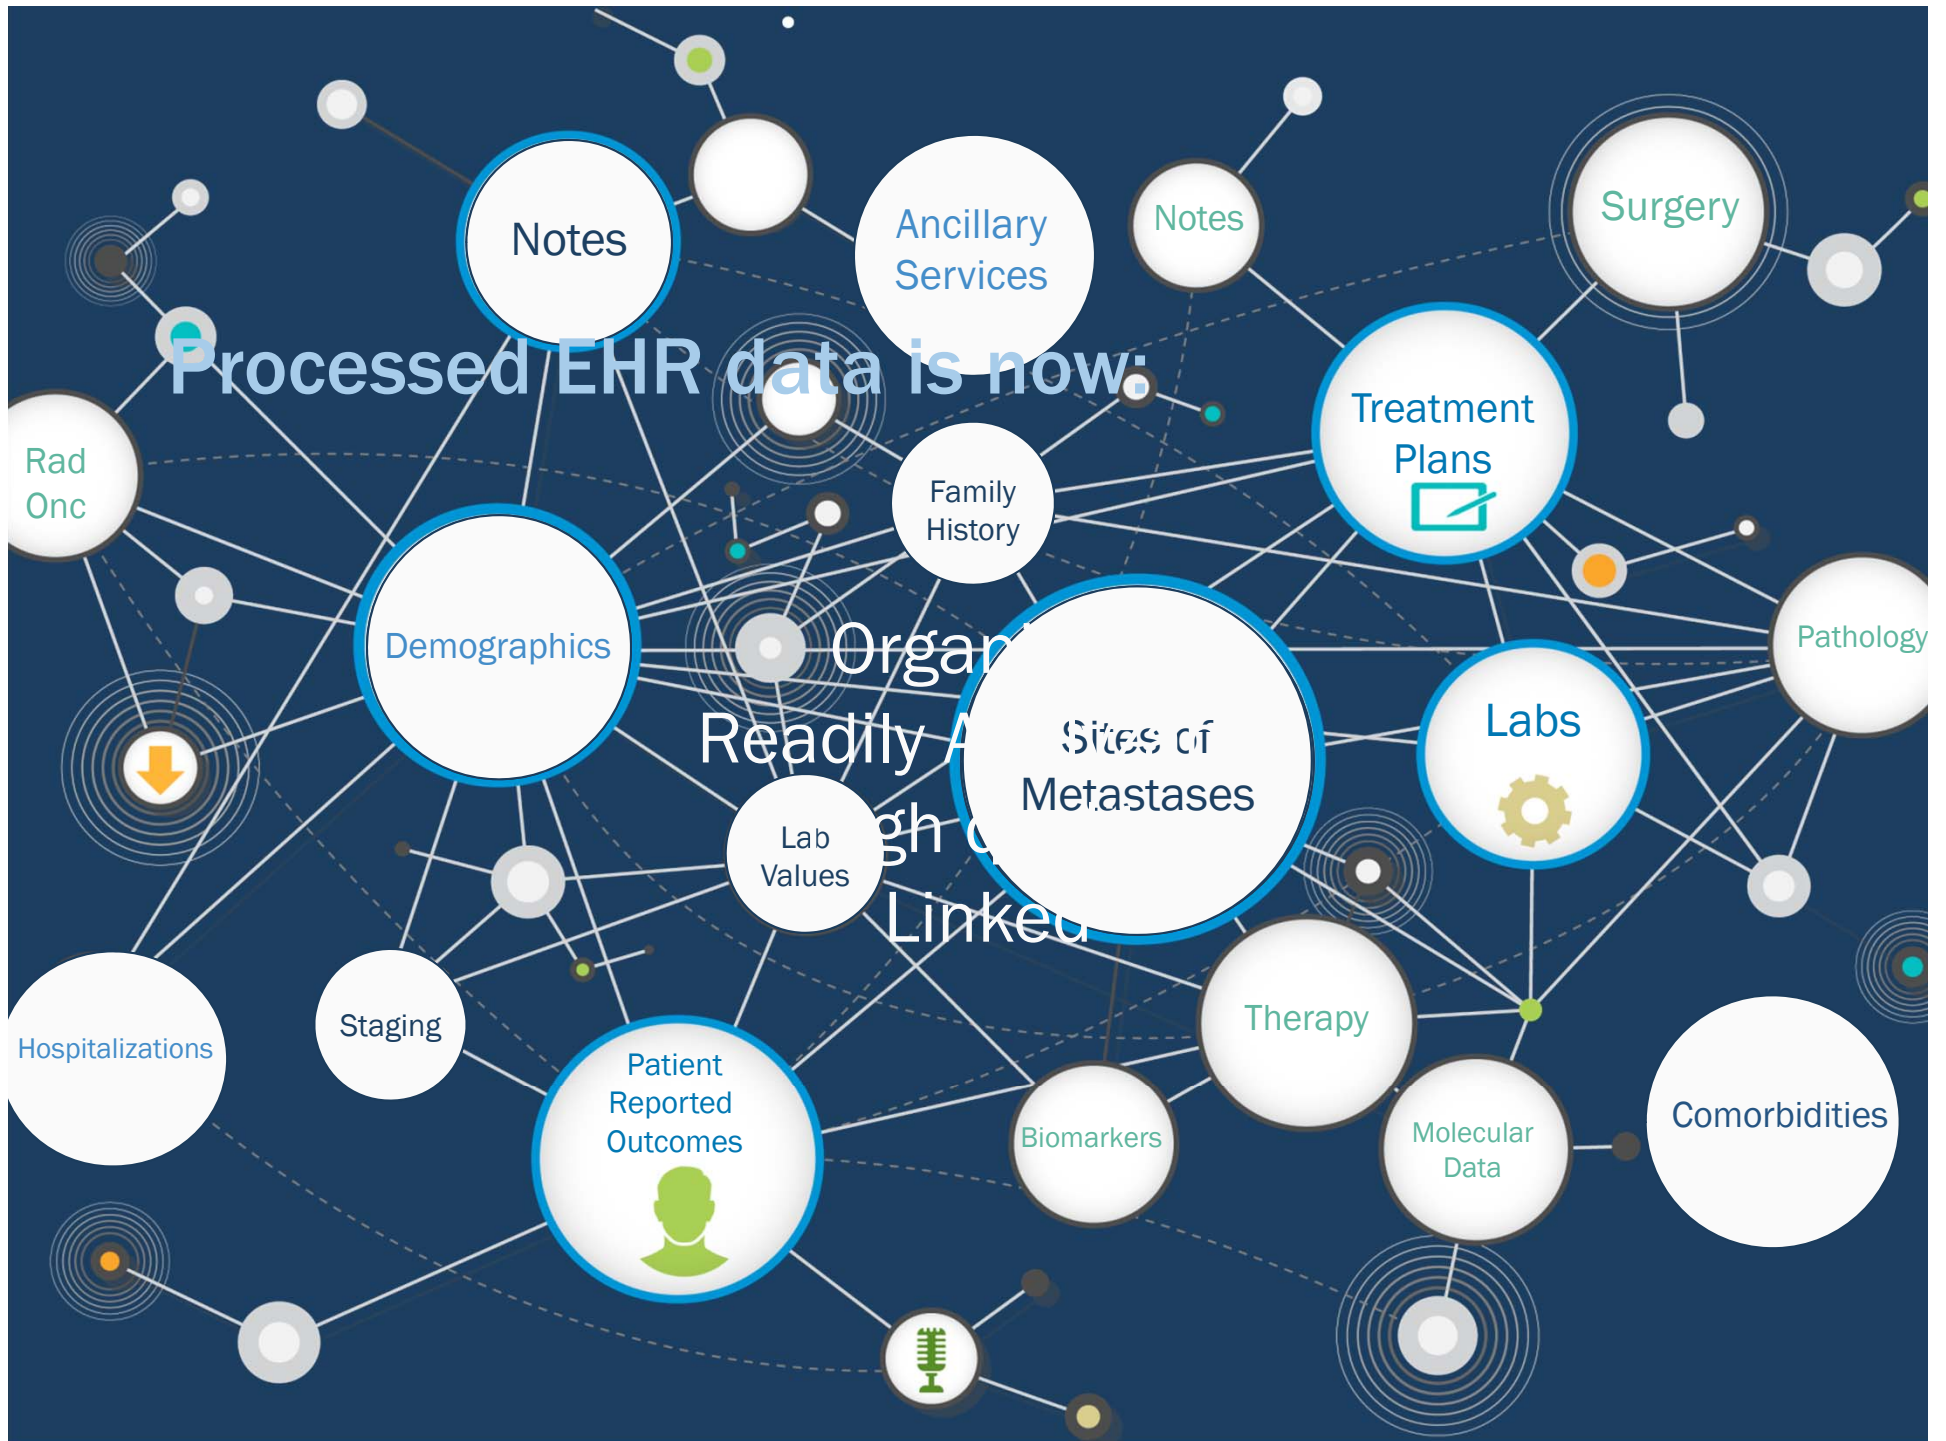 Notes
Ancillary
Services
Notes
Surgery
Processed EHR data is now:
Treatment
Plans
Rad
Onc
Family
History
Demographics
Pathology
Readily
Sites of
Metastases
Labs
Lab
Values
Linked
Therapy
Staging
Hospitalizations
Patient
Reported
Outcomes
Biomarkers
Molecular
Data
Comorbidities